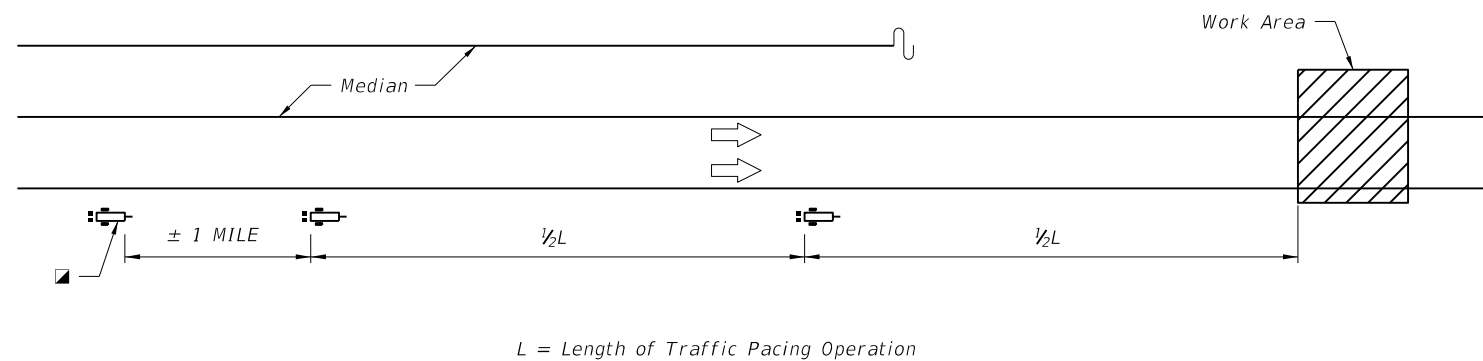 Work Area
Median
± 1 MILE
½L
½L
L = Length of Traffic Pacing Operation